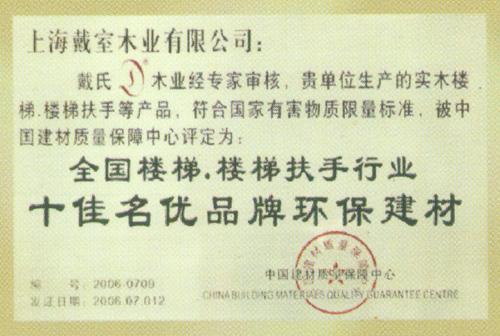 上海戴室木业有限公司：
戴氏 木业经专家审核，贵单位生产的实木楼
梯.楼梯扶手等产品，符合国家有害物质限量标准，被中
国建材质量保障中心评定为：
全国楼梯.楼梯扶手行业
十佳名优品牌环保建材
中国建材质量保障中心
编 号：2006-0709
CHINA BUILDING MATERIALS QUALITY GUARANTEE CENTRE
发证日期：2006.07.012